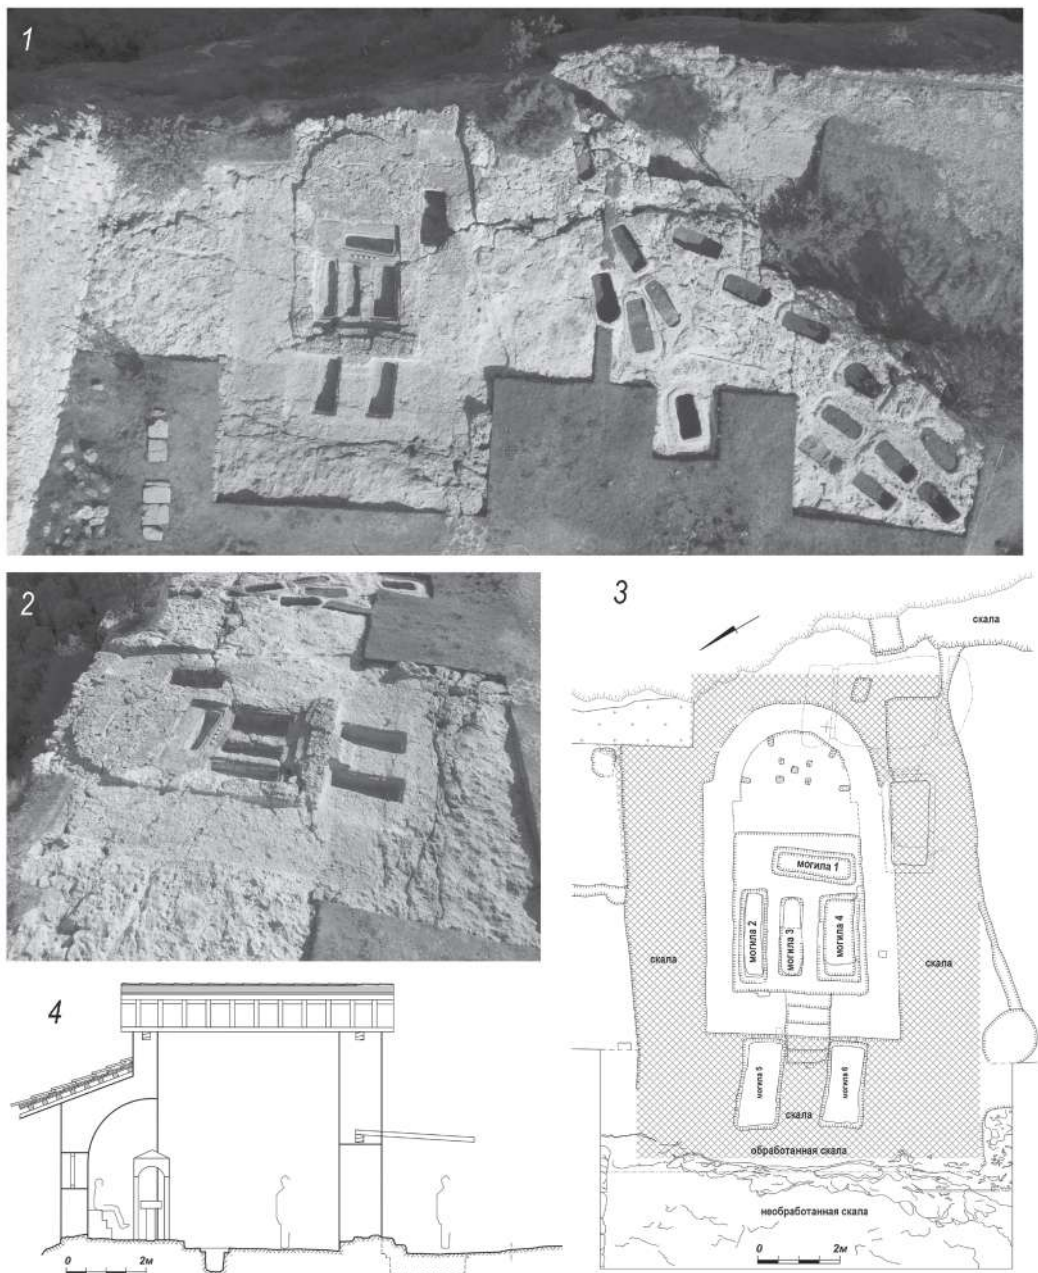 1
2
3
скала
могила 1
могила 2
могила 3
могила 4
скала
скала
могила 5
могила 6
скала
обработанная скала
необработанная скала
0 2м
4
0 2м